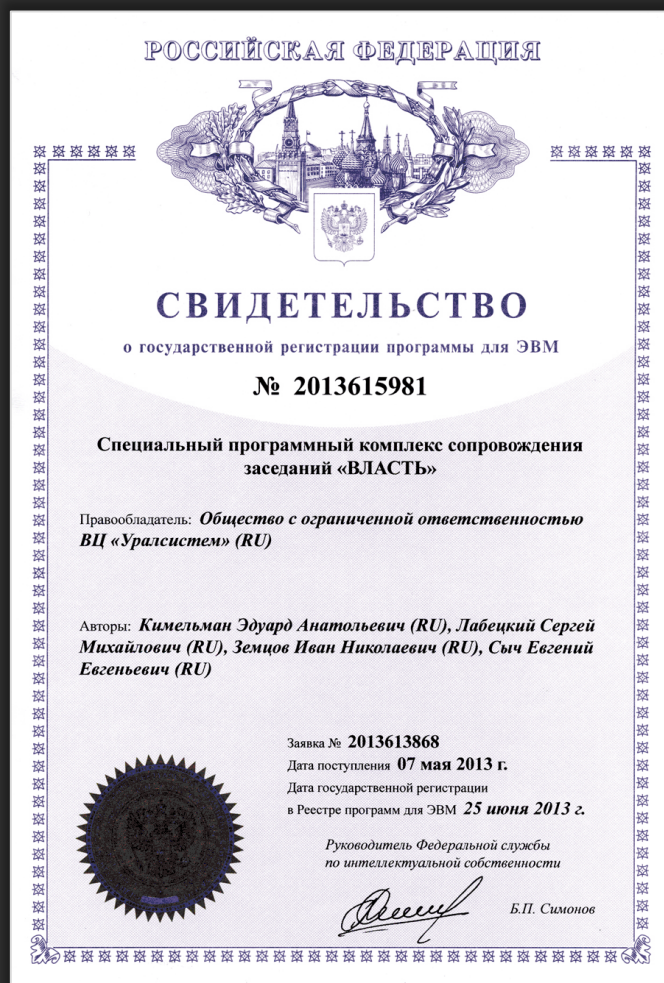 РОССИЙСКАЯ ФЕДЕРАЦИЯ
СВИДЕТЕЛЬСТВО
о государственной регистрации программы для ЭВМ
№ 2013615981
Специальный программный комплекс сопровождения
заседаний «ВЛАСТЬ»
Правообладатель: Общество с ограниченной ответственностью
ВЦ «Уралсистем» (RU)
Авторы: Кимельман Эдуард Анатольевич (RU), Лабецкий Сергей
Михайлович (RU), Земцов Иван Николаевич (RU), Сыч Евгений
Евгеньевич (RU)
Заявка № 2013613868
Дата поступления 07 мая 2013 г.
Дата государственной регистрации
в Реестре программ для ЭВМ 25 июня 2013 г.
Руководитель Федеральной службы
по интеллектуальной собственности
Б.П. Симонов